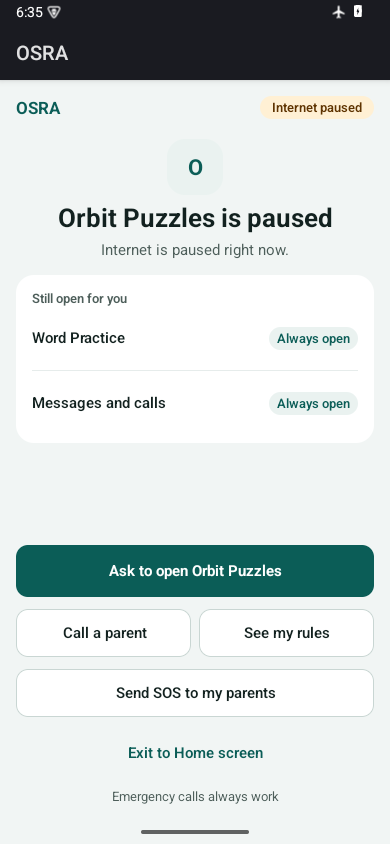 6:35
OSRA
OSRA
Internet paused
O
Orbit Puzzles is paused
Internet is paused right now.
Still open for you
Word Practice
Always open
Messages and calls
Always open
Ask to open Orbit Puzzles
Call a parent
See my rules
Send SOS to my parents
Exit to Home screen
Emergency calls always work